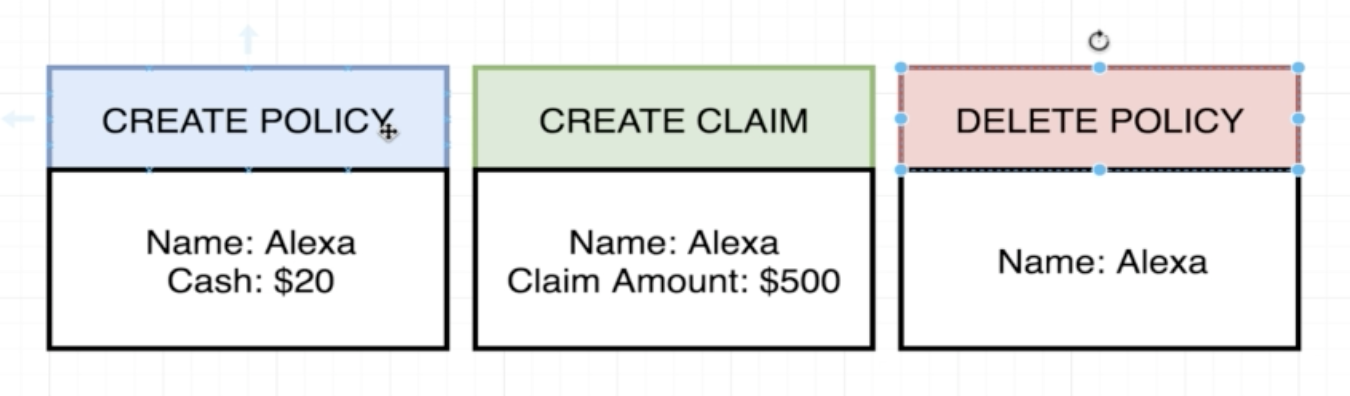 CREATE POLICY
Name: Alexa
Cash: $20
CREATE CLAIM
Name: Alexa
Claim Amount: $500
DELETE POLICY
Name: Alexa